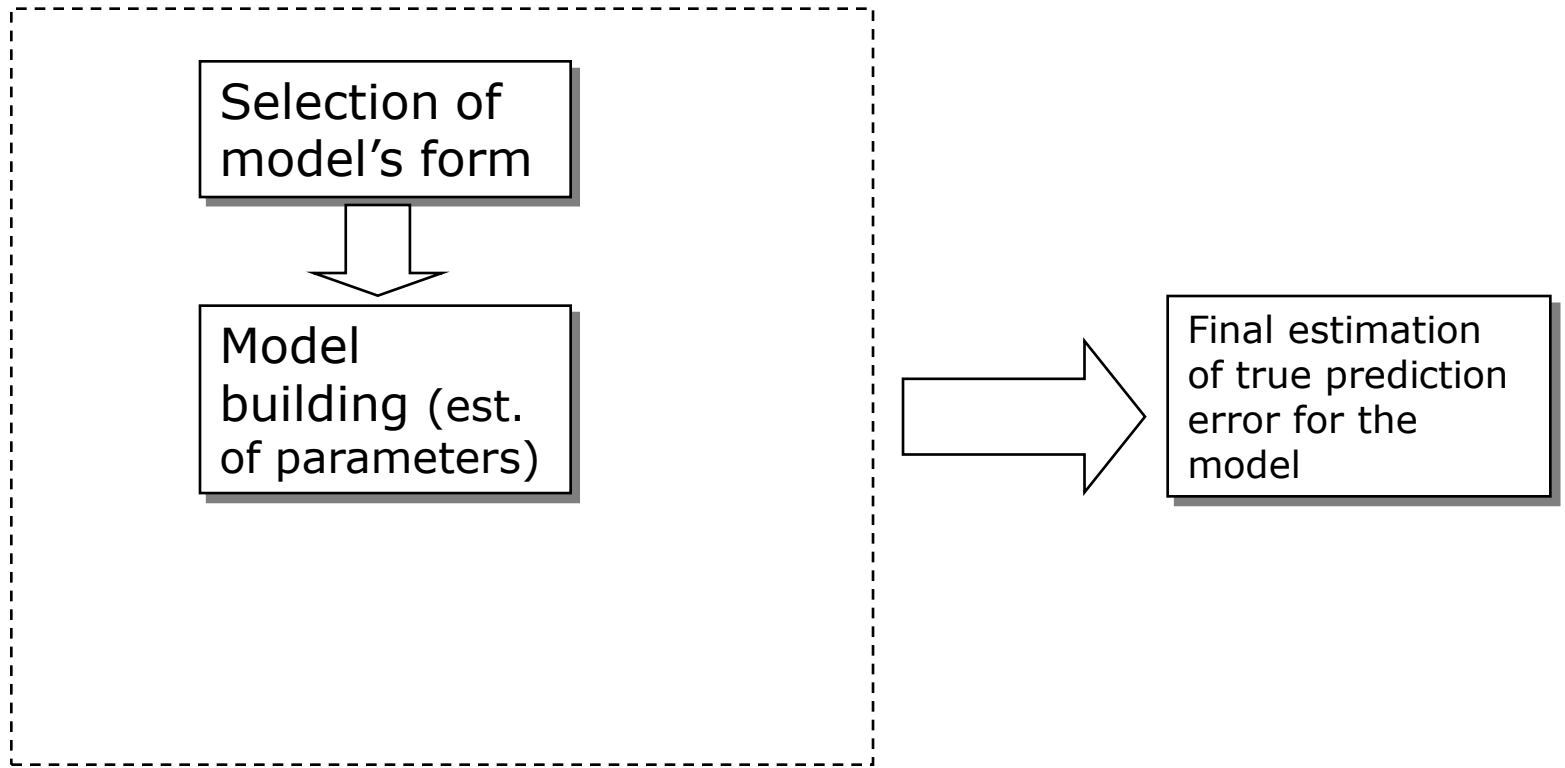 Selection of
model’s form
Model
building (est.
of parameters)
Final estimation
of true prediction
error for the
model